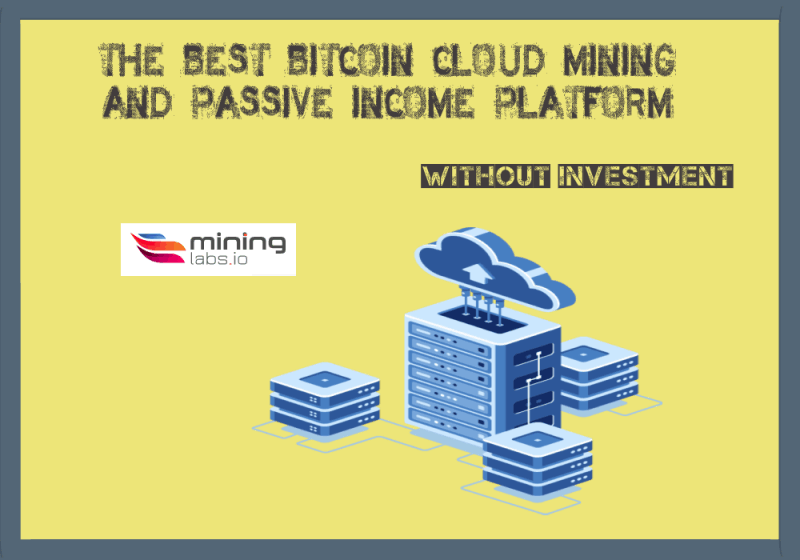 THE BEST BITCOIN CLOUD MINING
AND PASSIVE INCOME PLATFORM
WITHOUT INVESTMENT
mining
labs.io